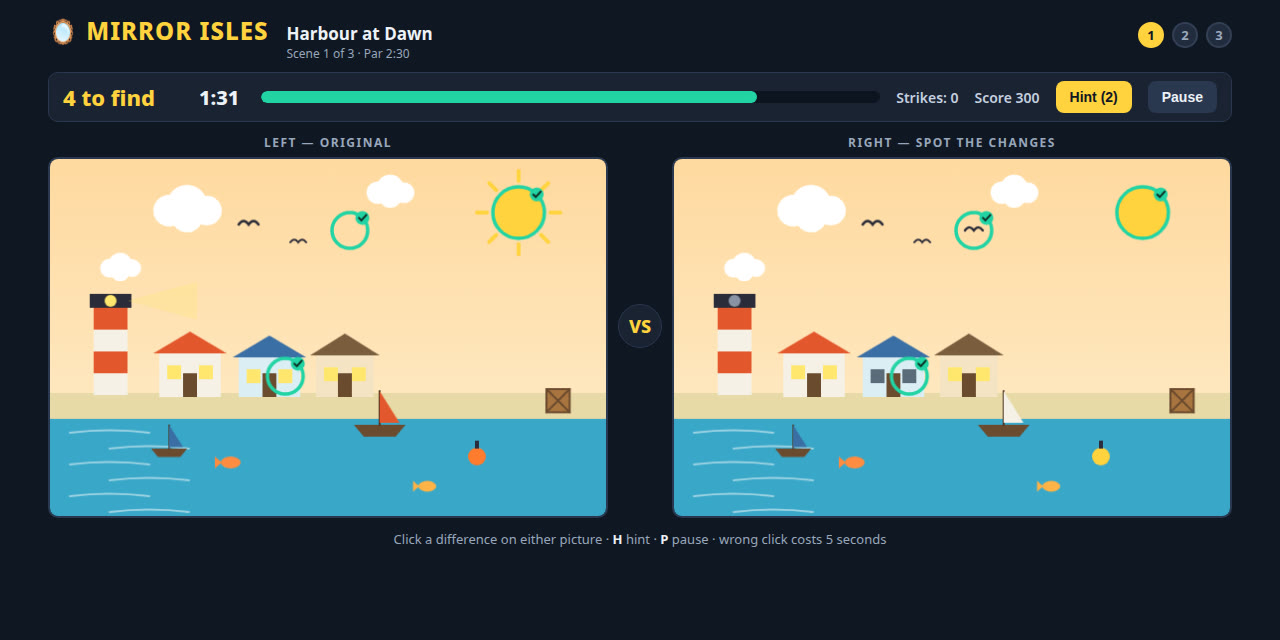 MIRROR ISLES
Harbour at Dawn
Scene 1 of 3 · Par 2:30
1 2 3
4 to find 1:31 Strikes: 0 Score 300 Hint (2) Pause
LEFT — ORIGINAL
RIGHT — SPOT THE CHANGES
VS
Click a difference on either picture · H hint · P pause · wrong click costs 5 seconds